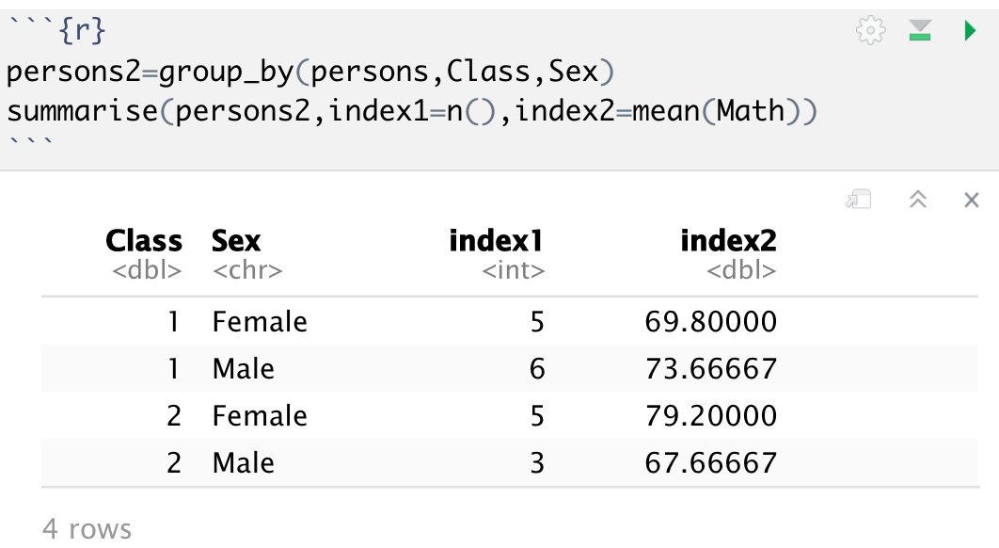 ```{r}
persons2=group_by(persons,Class,Sex)
summarise(persons2,index1=n(),index2=mean(Math))
```
Class Sex index1 index2
<dbl> <chr> <int> <dbl>
1 Female 5 69.80000
1 Male 6 73.66667
2 Female 5 79.20000
2 Male 3 67.66667
4 rows